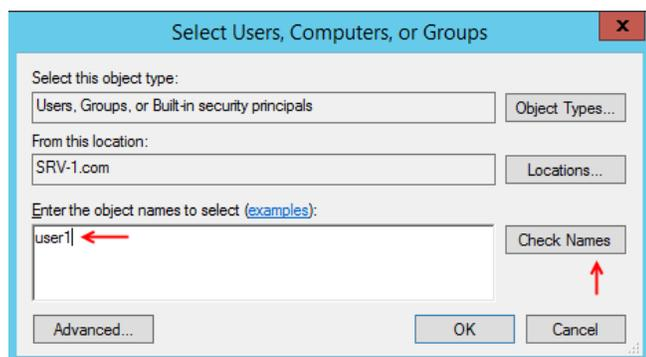 Select Users, Computers, or Groups
x
Select this object type:
Users, Groups, or Built-in security principals
Object Types...
From this location:
SRV-1.com
Locations...
Enter the object names to select (examples):
user1
Check Names
Advanced...
OK
Cancel